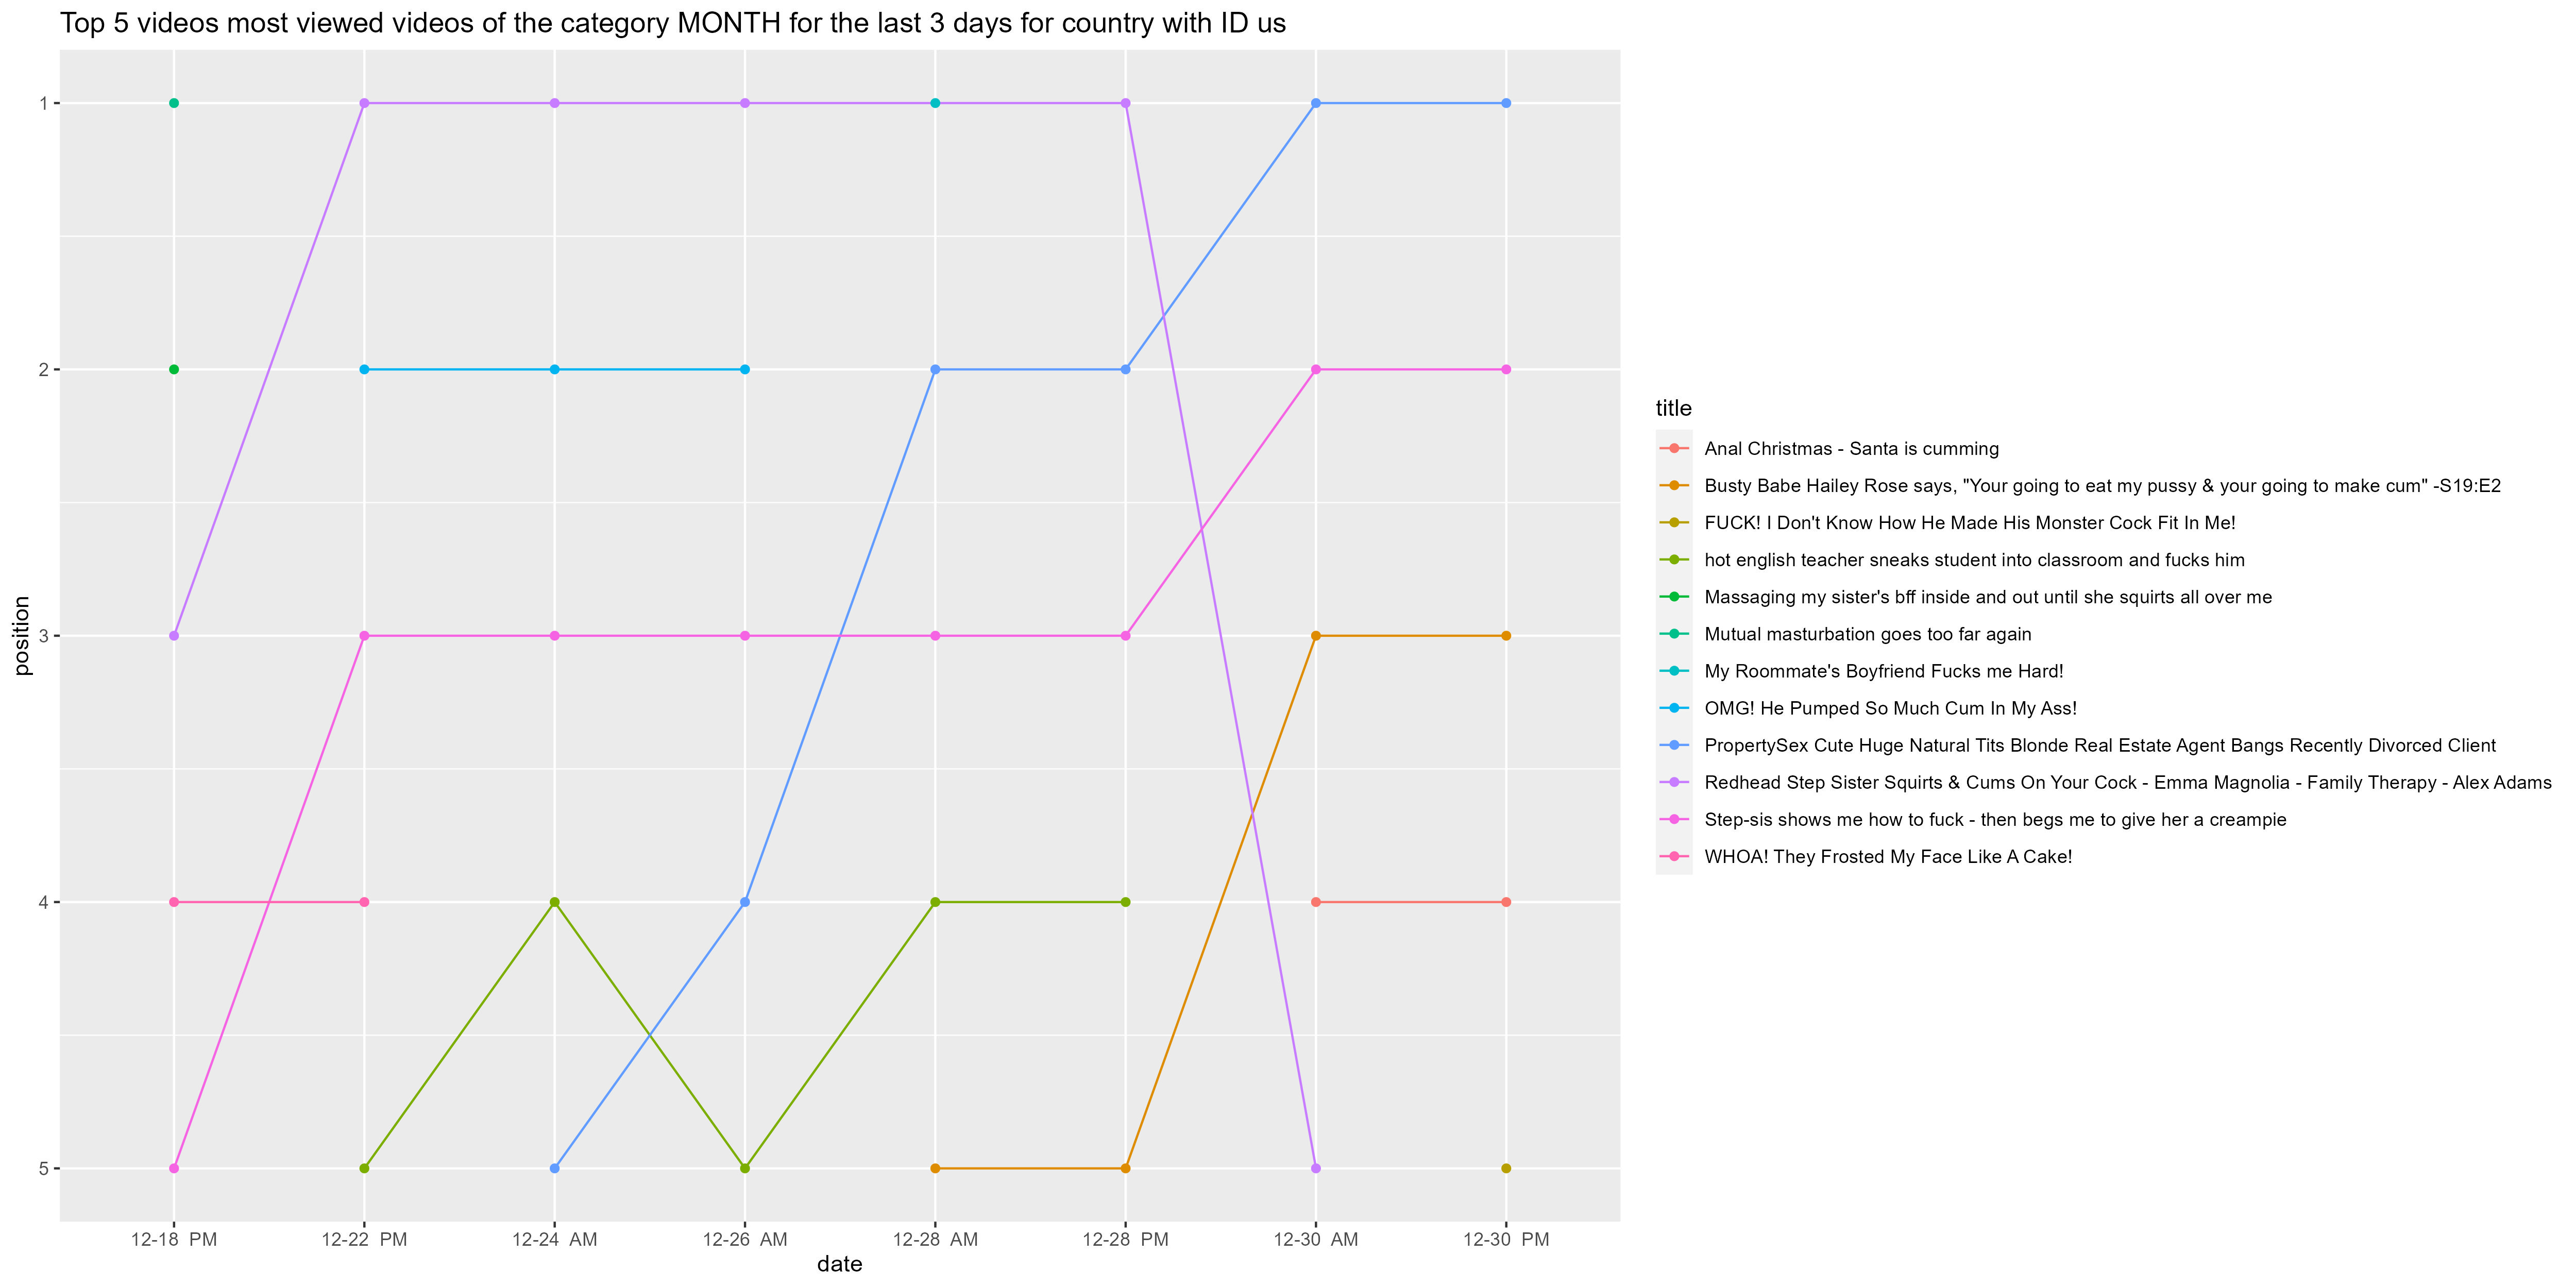 Top 5 videos most viewed videos of the category MONTH for the last 3 days for country with ID us
position
1
2
3
4
5
12-18 PM
12-22 PM
12-24 AM
12-26 AM
12-28 AM
12-28 PM
12-30 AM
12-30 PM
date
title
Anal Christmas - Santa is cumming
Busty Babe Hailey Rose says, "Your going to eat my pussy & your going to make cum" -S19:E2
FUCK! I Don't Know How He Made His Monster Cock Fit In Me!
hot english teacher sneaks student into classroom and fucks him
Massaging my sister's bff inside and out until she squirts all over me
Mutual masturbation goes too far again
My Roommate's Boyfriend Fucks me Hard!
OMG! He Pumped So Much Cum In My Ass!
PropertySex Cute Huge Natural Tits Blonde Real Estate Agent Bangs Recently Divorced Client
Redhead Step Sister Squirts & Cums On Your Cock - Emma Magnolia - Family Therapy - Alex Adams
Step-sis shows me how to fuck - then begs me to give her a creampie
WHOA! They Frosted My Face Like A Cake!